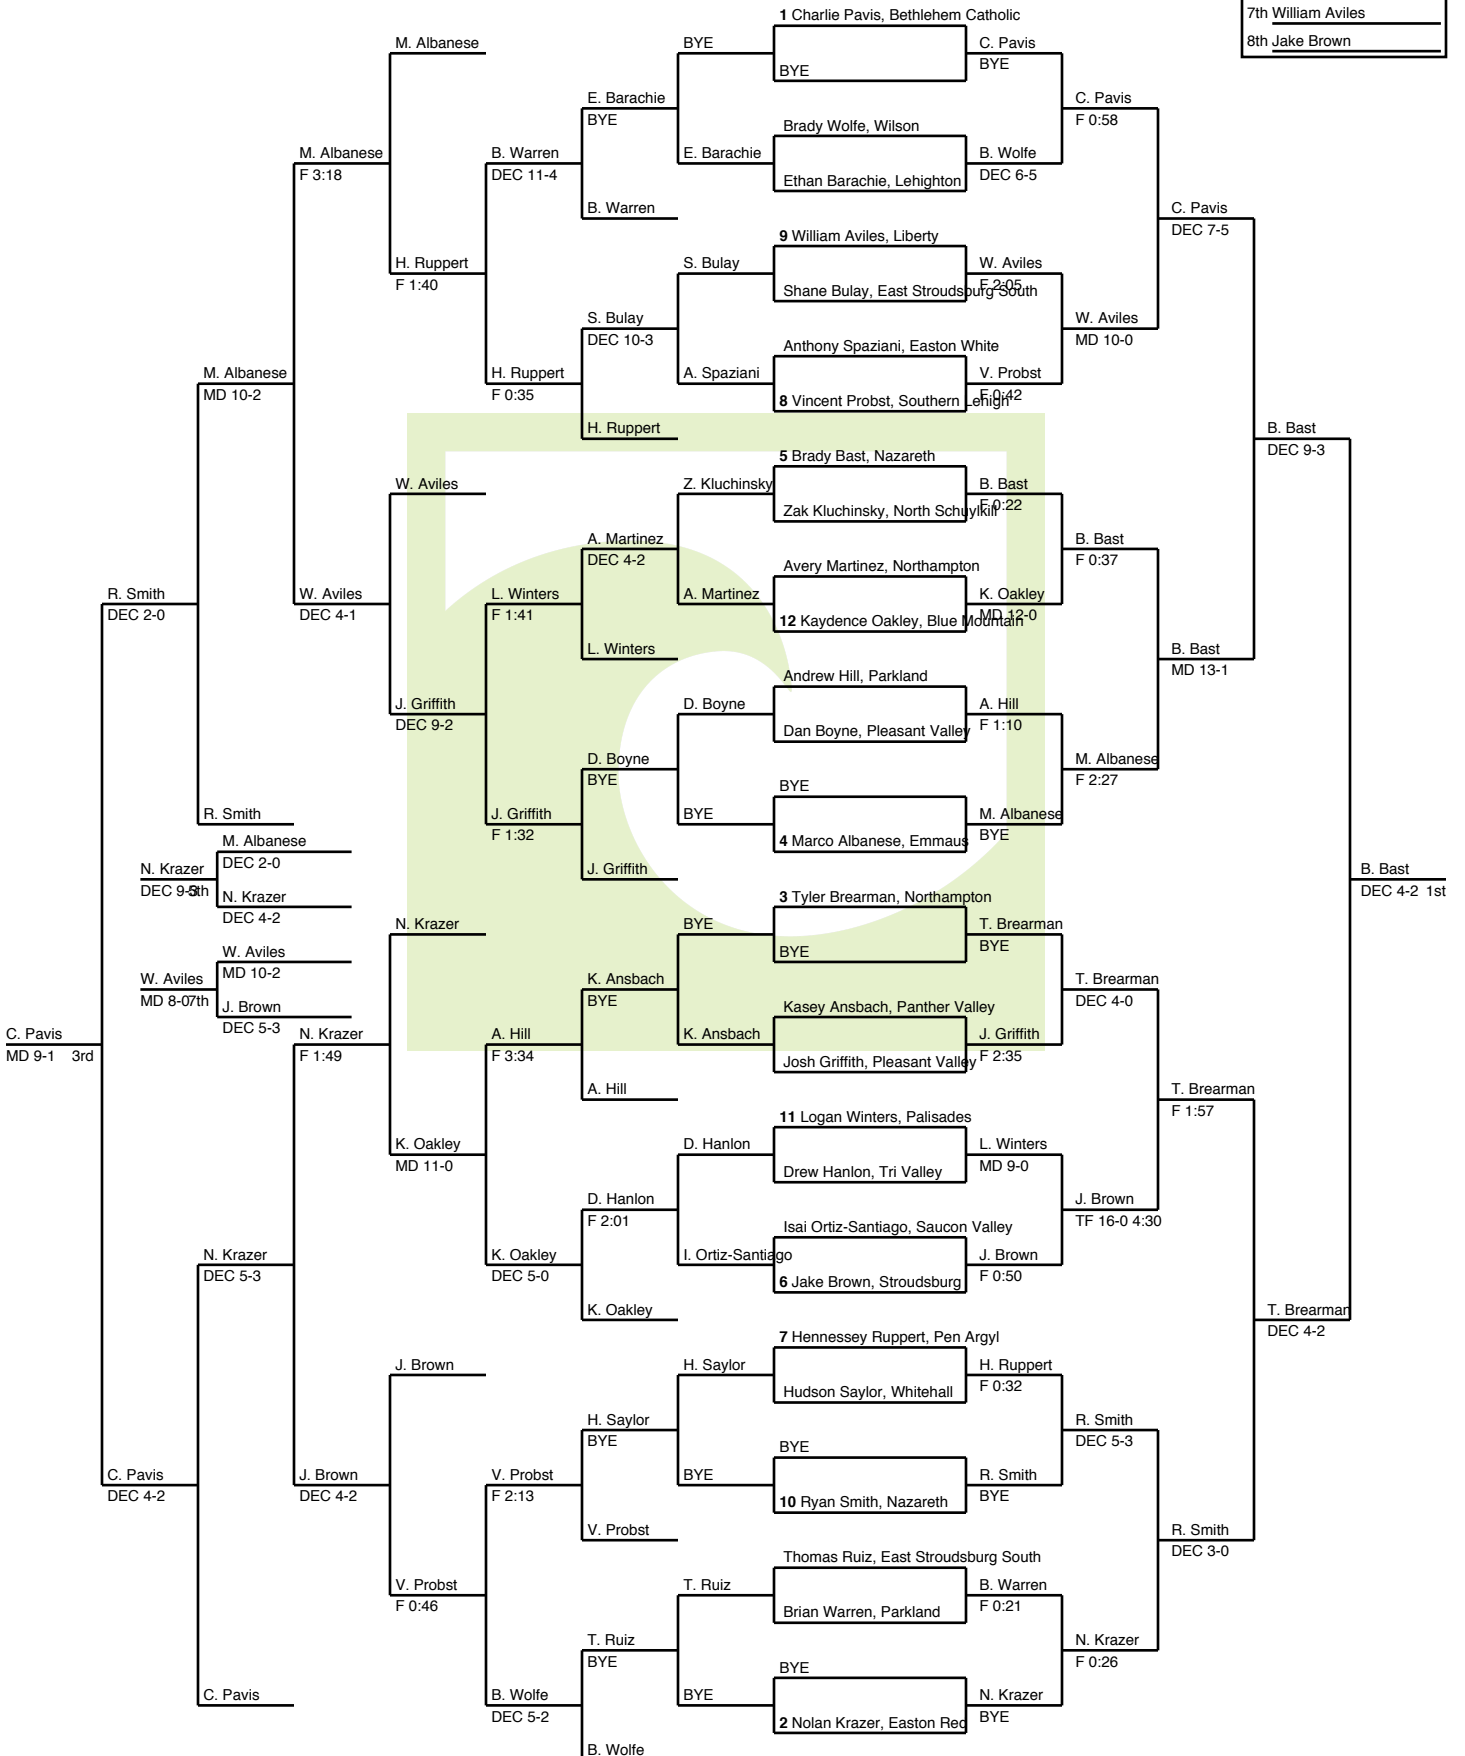 7th William Aviles
8th Jake Brown
1 Charlie Pavis, Bethlehem Catholic
BYE
Brady Wolfe, Wilson
Ethan Barachie, Lehighton
9 William Aviles, Liberty
Shane Bulay, East Stroudsburg South
Anthony Spaziani, Easton White
8 Vincent Probst, Southern Lehigh
5 Brady Bast, Nazareth
Zak Kluchinsky, North Schuylkill
Avery Martinez, Northampton
12 Kaydence Oakley, Blue Mountain
Andrew Hill, Parkland
Dan Boyne, Pleasant Valley
BYE
4 Marco Albanese, Emmaus
3 Tyler Brearman, Northampton
BYE
Kasey Ansbach, Panther Valley
Josh Griffith, Pleasant Valley
11 Logan Winters, Palisades
Drew Hanlon, Tri Valley
Isai Ortiz-Santiago, Saucon Valley
6 Jake Brown, Stroudsburg
7 Hennessey Ruppert, Pen Argyl
Hudson Saylor, Whitehall
BYE
10 Ryan Smith, Nazareth
Thomas Ruiz, East Stroudsburg South
Brian Warren, Parkland
BYE
2 Nolan Krazer, Easton Red
C. Pavis
BYE
B. Wolfe
DEC 6-5
W. Aviles
F 2:05
V. Probst
F 0:42
B. Bast
F 0:22
K. Oakley
MD 12-0
A. Hill
F 1:10
M. Albanese
BYE
T. Brearman
BYE
J. Griffith
F 2:35
L. Winters
MD 9-0
J. Brown
F 0:50
H. Ruppert
F 0:32
R. Smith
BYE
B. Warren
F 0:21
N. Krazer
BYE
C. Pavis
F 0:58
W. Aviles
MD 10-0
B. Bast
F 0:37
M. Albanese
F 2:27
T. Brearman
DEC 4-0
J. Brown
TF 16-0 4:30
R. Smith
DEC 5-3
N. Krazer
F 0:26
C. Pavis
DEC 7-5
B. Bast
MD 13-1
T. Brearman
F 1:57
R. Smith
DEC 3-0
B. Bast
DEC 9-3
T. Brearman
DEC 4-2
B. Bast
DEC 4-2 1st
BYE
E. Barachie
S. Bulay
A. Spaziani
Z. Kluchinsky
A. Martinez
D. Boyne
BYE
BYE
K. Ansbach
D. Hanlon
I. Ortiz-Santiago
H. Saylor
BYE
T. Ruiz
BYE
E. Barachie
BYE
B. Warren
S. Bulay
DEC 10-3
H. Ruppert
A. Martinez
DEC 4-2
L. Winters
D. Boyne
BYE
J. Griffith
K. Ansbach
BYE
A. Hill
D. Hanlon
F 2:01
K. Oakley
H. Saylor
BYE
V. Probst
T. Ruiz
BYE
B. Wolfe
B. Warren
DEC 11-4
H. Ruppert
F 0:35
L. Winters
F 1:41
J. Griffith
F 1:32
A. Hill
F 3:34
K. Oakley
DEC 5-0
V. Probst
F 2:13
B. Wolfe
DEC 5-2
M. Albanese
H. Ruppert
F 1:40
W. Aviles
J. Griffith
DEC 9-2
N. Krazer
K. Oakley
MD 11-0
J. Brown
V. Probst
F 0:46
M. Albanese
F 3:18
W. Aviles
DEC 4-1
N. Krazer
F 1:49
J. Brown
DEC 4-2
M. Albanese
MD 10-2
R. Smith
N. Krazer
DEC 5-3
C. Pavis
R. Smith
DEC 2-0
C. Pavis
DEC 4-2
C. Pavis
MD 9-1 3rd
M. Albanese
DEC 2-0
N. Krazer
DEC 4-2
N. Krazer
DEC 9-3 5th
W. Aviles
MD 10-2
J. Brown
DEC 5-3
W. Aviles
MD 8-0 7th